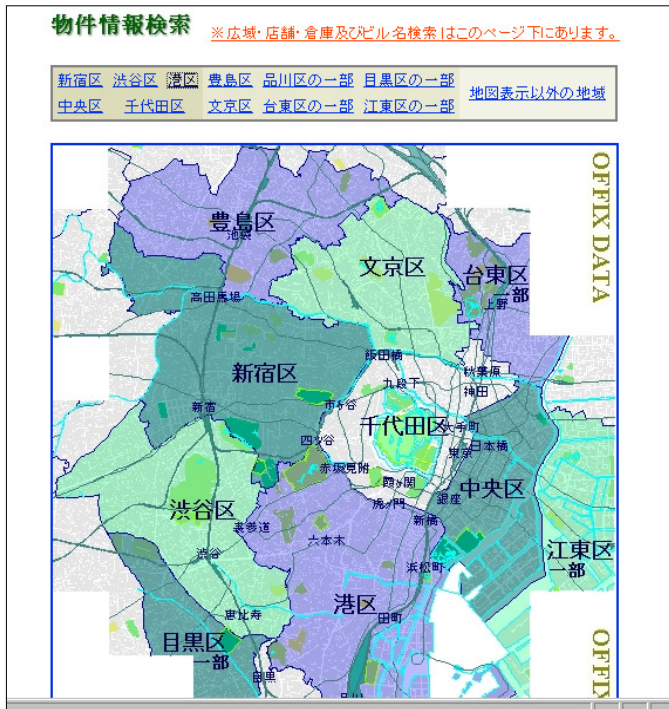 物件情報検索 ※広域・店舗・倉庫及びビル名検索はこのページ下にあります。
新宿区 渋谷区 港区 豊島区 品川区の一部 目黒区の一部 地図表示以外の地域
中央区 千代田区 文京区 台東区の一部 江東区の一部
OFFIX DATA
豊島区
池袋
文京区
台東区
一部
上野
高田馬場
飯田橋
新宿区
秋葉原
九段下
神田
新宿
市ヶ谷
千代田区
大手町
四ツ谷
日本橋
東京
赤坂見附
霞ヶ関
中央区
銀座
渋谷区
虎ノ門
新橋
表参道
六本木
渋谷
浜松町
江東区
一部
港区
恵比寿
田町
目黒区
一部
OFFIX
目黒
品川